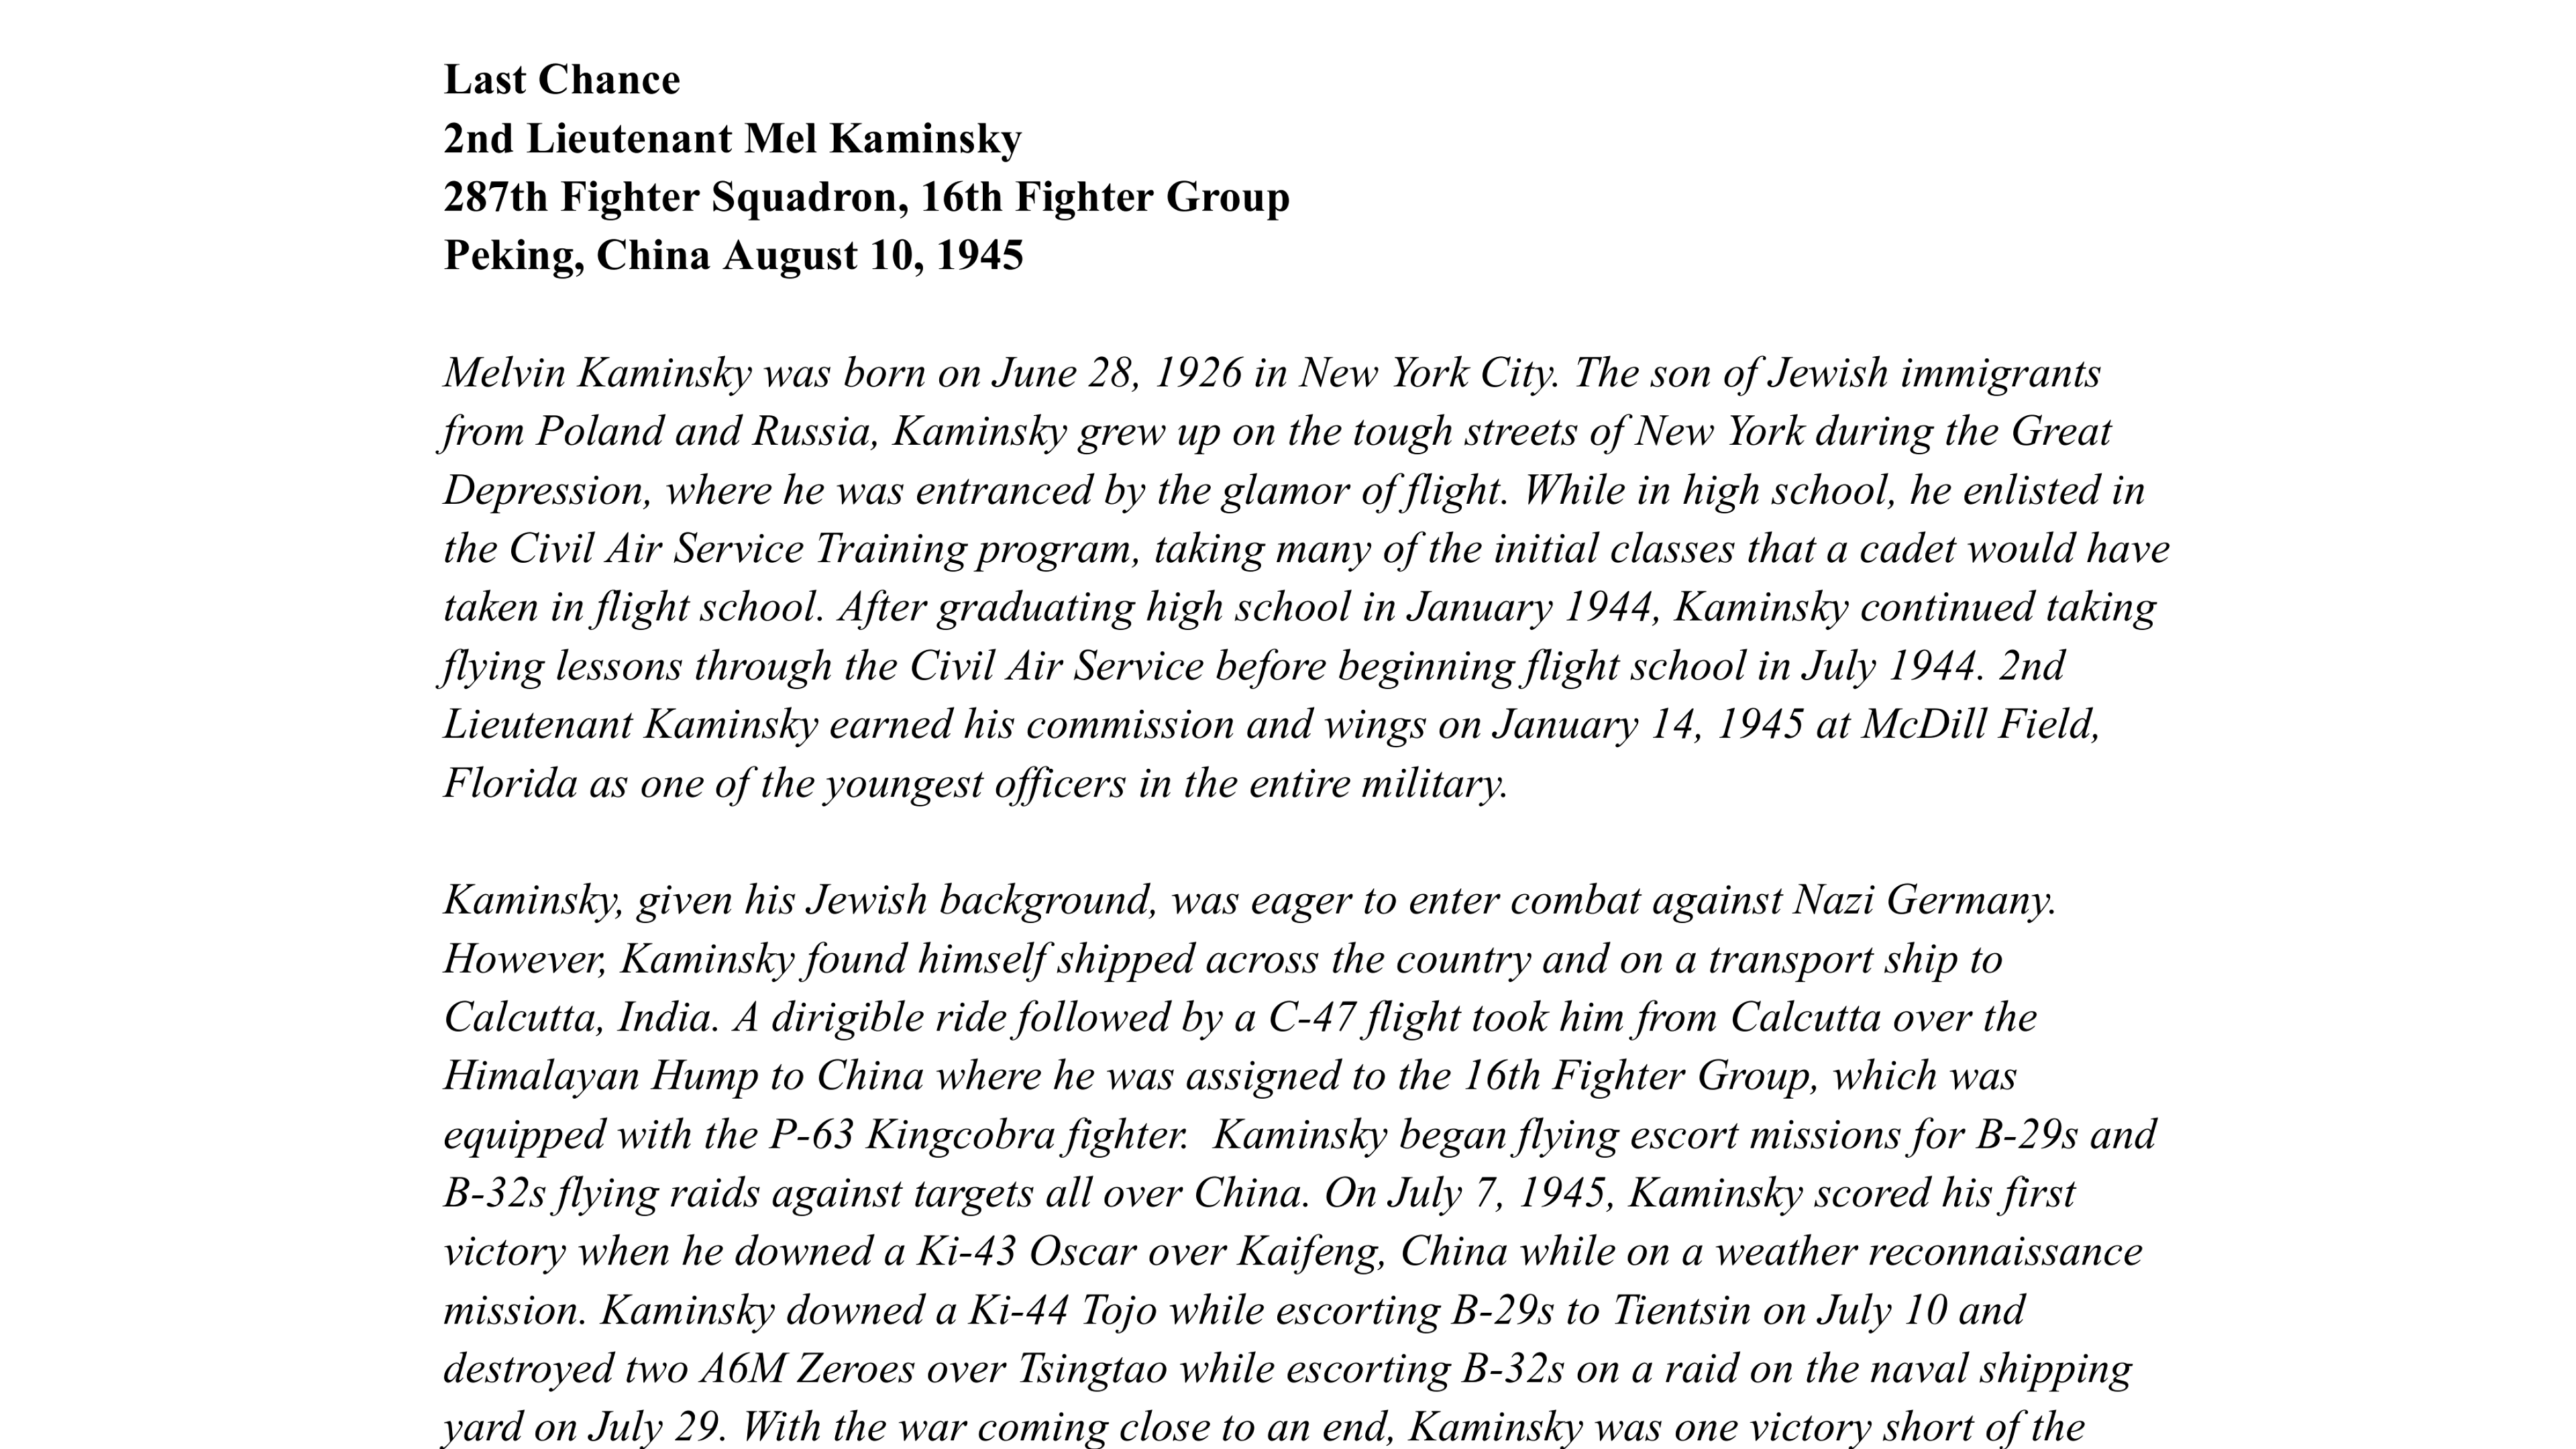 Last Chance
2nd Lieutenant Mel Kaminsky
287th Fighter Squadron, 16th Fighter Group
Peking, China August 10, 1945
Melvin Kaminsky was born on June 28, 1926 in New York City. The son of Jewish immigrants
from Poland and Russia, Kaminsky grew up on the tough streets of New York during the Great
Depression, where he was entranced by the glamor of flight. While in high school, he enlisted in
the Civil Air Service Training program, taking many of the initial classes that a cadet would have
taken in flight school. After graduating high school in January 1944, Kaminsky continued taking
flying lessons through the Civil Air Service before beginning flight school in July 1944. 2nd
Lieutenant Kaminsky earned his commission and wings on January 14, 1945 at McDill Field,
Florida as one of the youngest officers in the entire military.
Kaminsky, given his Jewish background, was eager to enter combat against Nazi Germany.
However, Kaminsky found himself shipped across the country and on a transport ship to
Calcutta, India. A dirigible ride followed by a C-47 flight took him from Calcutta over the
Himalayan Hump to China where he was assigned to the 16th Fighter Group, which was
equipped with the P-63 Kingcobra fighter.  Kaminsky began flying escort missions for B-29s and
B-32s flying raids against targets all over China. On July 7, 1945, Kaminsky scored his first
victory when he downed a Ki-43 Oscar over Kaifeng, China while on a weather reconnaissance
mission. Kaminsky downed a Ki-44 Tojo while escorting B-29s to Tientsin on July 10 and
destroyed two A6M Zeroes over Tsingtao while escorting B-32s on a raid on the naval shipping
yard on July 29. With the war coming close to an end, Kaminsky was one victory short of the